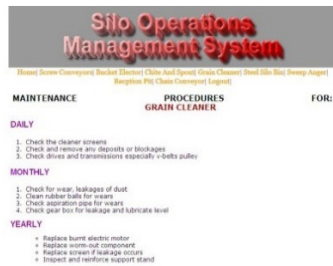 Silo Operations
Management System
Home| Screw Conveyors| Bucket Elector| Chite And Spout| Grain Cleaner| Steel Silo Bin| Sweep Auger|
Recption Pit| Chain Conveyor| Logout|
MAINTENANCE PROCEDURES FOR:
GRAIN CLEANER
DAILY
1. Check the cleaner screens
2. Check and remove any deposits or blockages
3. Check drives and transmissions especially v-belts pulley
MONTHLY
1. Check for wear, leakages of dust
2. Clean rubber balls for wears
3. Check aspiration pipe for wears
4. Check gear box for leakage and lubricate level
YEARLY
Replace burnt electric motor
Replace worn-out component
Replace screen if leakage occurs
Inspect and reinforce support stand